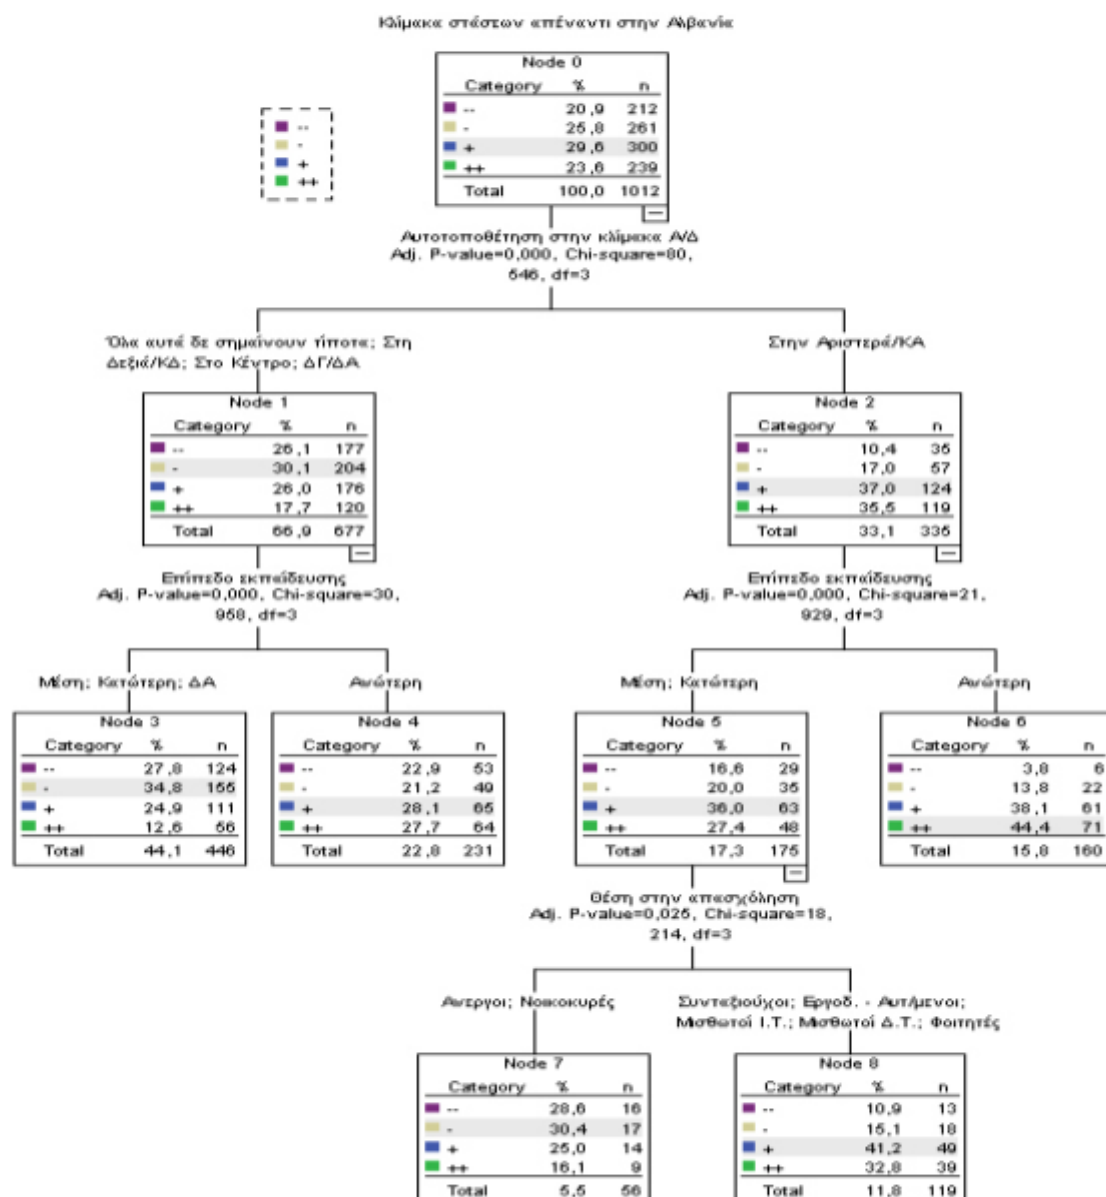 Κλίμακα στάσεων απέναντι στην Αλβανία
Node 0
Category % n
-- 20,9 212
- 25,8 261
+ 29,6 300
++ 23,6 239
Total 100,0 1012
--
-
+
++
Αυτοτοποθέτηση στην κλίμακα Α/Δ
Adj. P-value=0,000, Chi-square=80,
546, df=3
Όλα αυτά δε σημαίνουν τίποτα; Στη
Δεξιά/ΚΔ; Στο Κέντρο; ΔΓ/ΔΑ
Στην Αριστερά/ΚΑ
Node 1
Category % n
-- 26,1 177
- 30,1 204
+ 26,0 176
++ 17,7 120
Total 66,9 677
Node 2
Category % n
-- 10,4 35
- 17,0 57
+ 37,0 124
++ 35,5 119
Total 33,1 335
Επίπεδο εκπαίδευσης
Adj. P-value=0,000, Chi-square=30,
958, df=3
Επίπεδο εκπαίδευσης
Adj. P-value=0,000, Chi-square=21,
929, df=3
Μέση; Κατώτερη; ΔΑ
Ανώτερη
Μέση; Κατώτερη
Ανώτερη
Node 3
Category % n
-- 27,8 124
- 34,8 155
+ 24,9 111
++ 12,6 56
Total 44,1 446
Node 4
Category % n
-- 22,9 53
- 21,2 49
+ 28,1 65
++ 27,7 64
Total 22,8 231
Node 5
Category % n
-- 16,6 29
- 20,0 35
+ 36,0 63
++ 27,4 48
Total 17,3 175
Node 6
Category % n
-- 3,8 6
- 13,8 22
+ 38,1 61
++ 44,4 71
Total 15,8 160
Θέση στην απασχόληση
Adj. P-value=0,025, Chi-square=18,
214, df=3
Ανεργοι; Νοικοκυρές
Συνταξιούχοι; Εργοδ. - Αυτ/μενοι;
Μισθωτοί Ι.Τ.; Μισθωτοί Δ.Τ.; Φοιτητές
Node 7
Category % n
-- 28,6 16
- 30,4 17
+ 25,0 14
++ 16,1 9
Total 5,5 56
Node 8
Category % n
-- 10,9 13
- 15,1 18
+ 41,2 49
++ 32,8 39
Total 11,8 119